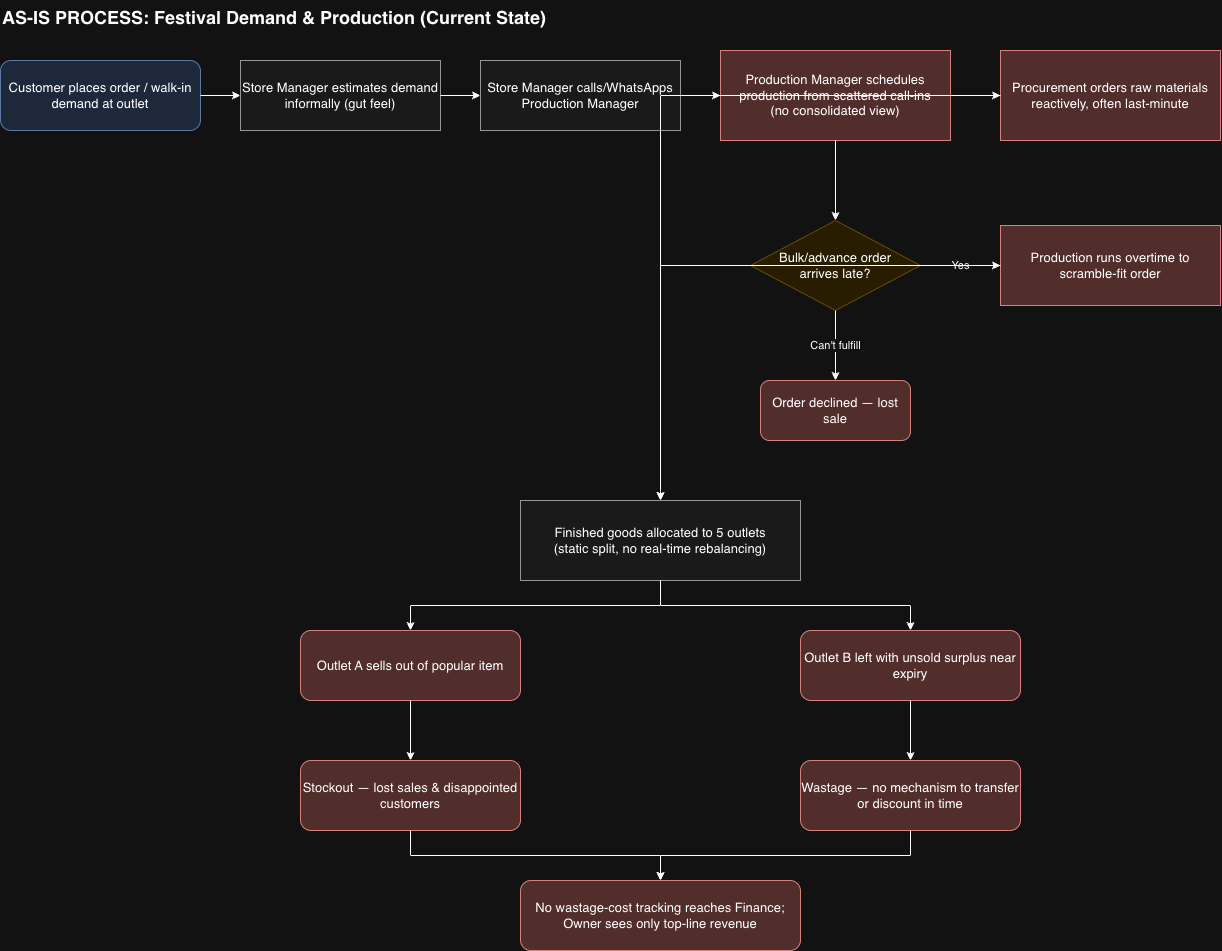 AS-IS PROCESS: Festival Demand & Production (Current State)
Customer places order / walk-in
demand at outlet
Store Manager estimates demand
informally (gut feel)
Store Manager calls/WhatsApps
Production Manager
Production Manager schedules
production from scattered call-ins
(no consolidated view)
Procurement orders raw materials
reactively, often last-minute
Bulk/advance order
arrives late?
Yes
Production runs overtime to
scramble-fit order
Can't fulfill
Order declined — lost
sale
Finished goods allocated to 5 outlets
(static split, no real-time rebalancing)
Outlet A sells out of popular item
Outlet B left with unsold surplus near
expiry
Stockout — lost sales & disappointed
customers
Wastage — no mechanism to transfer
or discount in time
No wastage-cost tracking reaches Finance;
Owner sees only top-line revenue